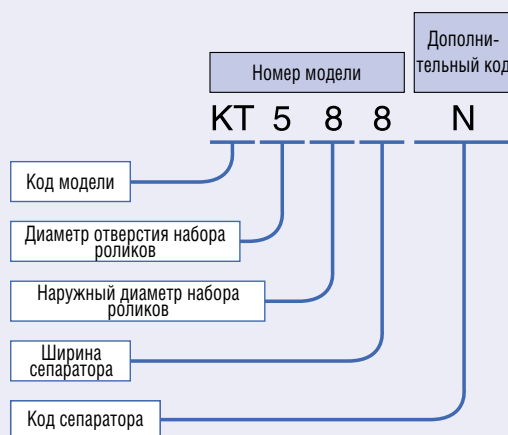 Дополни-
тельный код
Номер модели
KT 5 8 8 N
Код модели
Диаметр отверстия набора
роликов
Наружный диаметр набора
роликов
Ширина
сепаратора
Код сепаратора